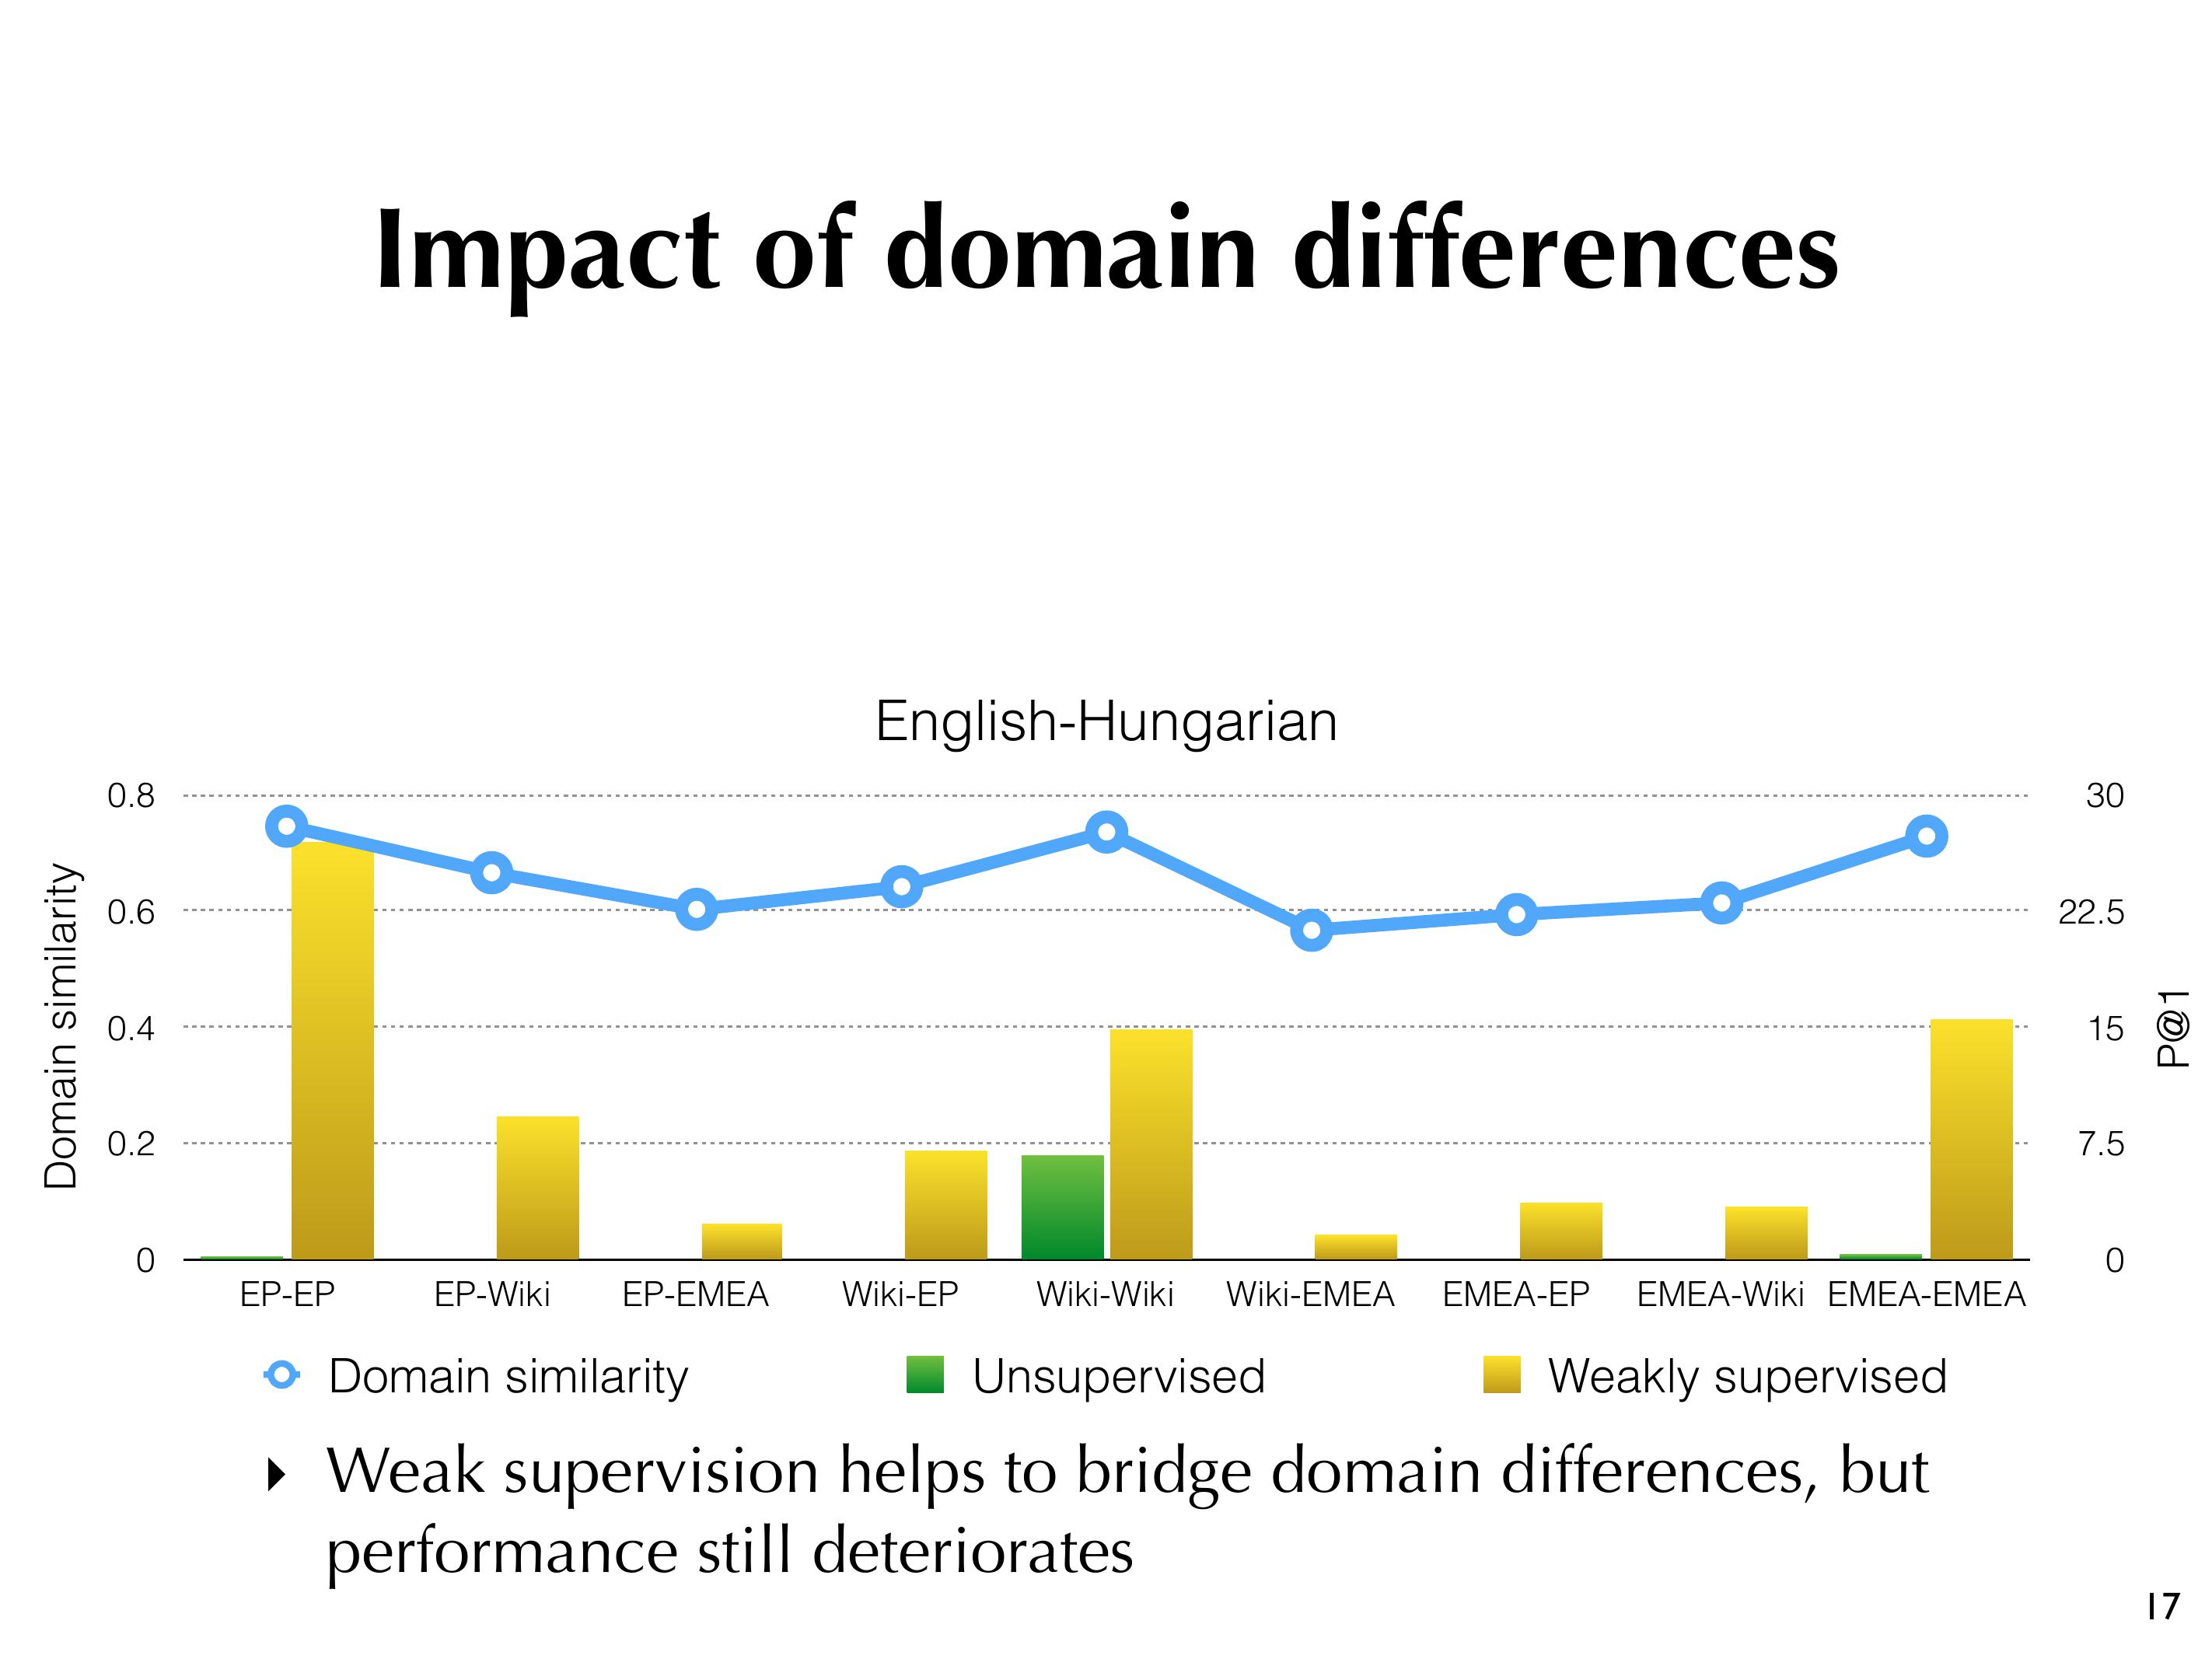 Impact of domain differences
English-Hungarian
0.8
0.6
0.4
0.2
0
Domain similarity
30
22.5
15
7.5
0
P@1
EP-EP EP-Wiki EP-EMEA Wiki-EP Wiki-Wiki Wiki-EMEA EMEA-EP EMEA-Wiki EMEA-EMEA
Domain similarity Unsupervised Weakly supervised
‣ Weak supervision helps to bridge domain differences, but
performance still deteriorates
17